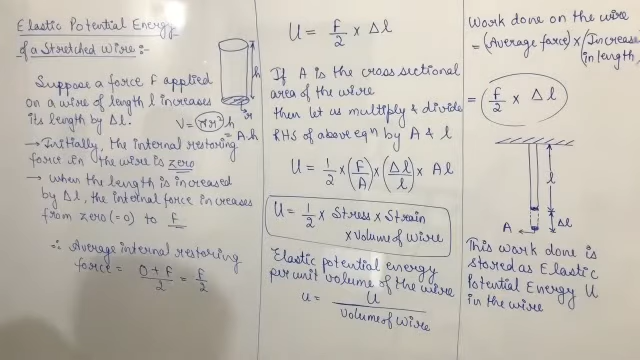 Elastic Potential Energy
of a Stretched Wire:-
Suppose a force F applied
on a wire of length l increases
its length by Δl.
→ Initially, the internal restoring
force in the wire is zero
→ when the length is increased
by Δl, the internal force increases
from zero (=0) to F
∴ Average internal restoring
force = 0+F/2 = F/2
h
r
V = πr² h
= A h
U = F/2 × Δl
If A is the cross sectional
area of the wire
then let us multiply & divide
RHS of above eqⁿ by A & l
U = 1/2 × (F/A) × (Δl/l) × Al
U = 1/2 × Stress × Strain
× Volume of wire
Elastic potential energy
per unit volume of the wire
u = U/Volume of wire
Work done on the wire
= (Average force) × (Increase
in length)
= F/2 × Δl
l
Δl
A
This work done is
stored as Elastic
Potential Energy U
in the wire